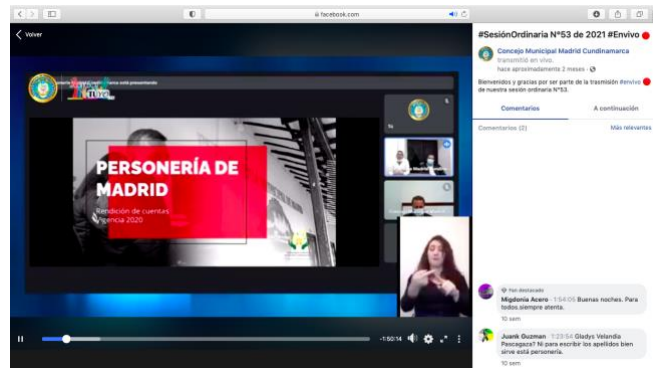 facebook.com
Volver
PERSONERÍA DE
MADRID
Rendición de cuentas
Vigencia 2020
-1:50:14
#SesiónOrdinaria N°53 de 2021 #Envivo
Concejo Municipal Madrid Cundinamarca
transmitió en vivo.
hace aproximadamente 2 meses
Bienvenidos y gracias por ser parte de la trasmisión #envivo
de nuestra sesión ordinaria N°53.
Comentarios
A continuación
Comentarios (2)
Más relevantes
Fan destacado
Migdonia Acero · 1:54:05 Buenas noches. Para
todos.siempre atenta.
10 sem
Juank Guzman · 1:23:54 Gladys Velandia
Pescagaza? Ni para escribir los apellidos bien
sirve está personería.
10 sem